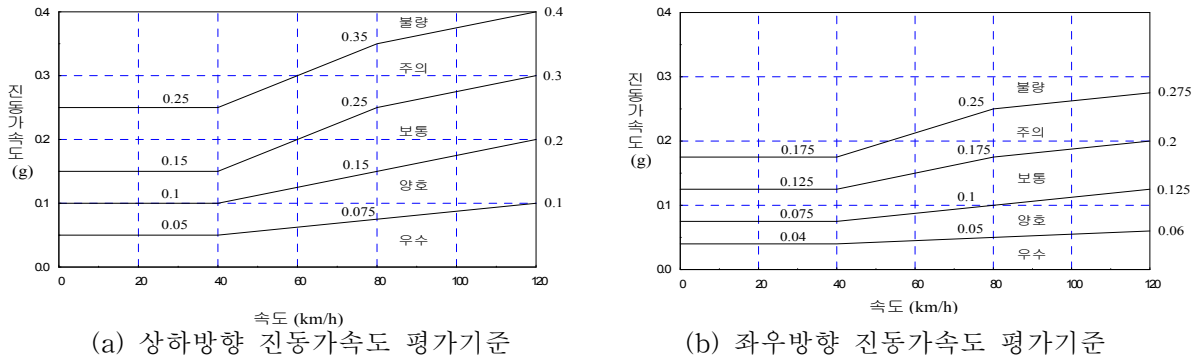 0.4
0.3
0.2
0.1
0.0
진동가속도
(g)
0.25
0.15
0.1
0.05
0.35
0.25
0.15
0.075
불량
주의
보통
양호
우수
0.4
0.3
0.2
0.1
0 20 40 60 80 100 120
속도 (km/h)
(a) 상하방향 진동가속도 평가기준
0.4
0.3
0.2
0.1
0.0
진동가속도
(g)
0.175
0.125
0.075
0.04
0.25
0.175
0.1
0.05
불량
주의
보통
양호
우수
0.275
0.2
0.125
0.06
0 20 40 60 80 100 120
속도 (km/h)
(b) 좌우방향 진동가속도 평가기준